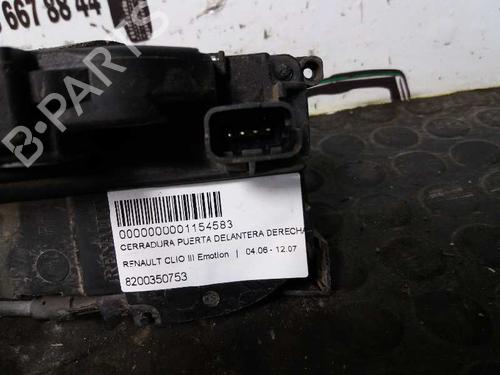 667 88 44
B-PARTS
0000000001154583
CERRADURA PUERTA DELANTERA DERECHA
RENAULT CLIO III Emotion | 04.06 - 12.07
8200350753